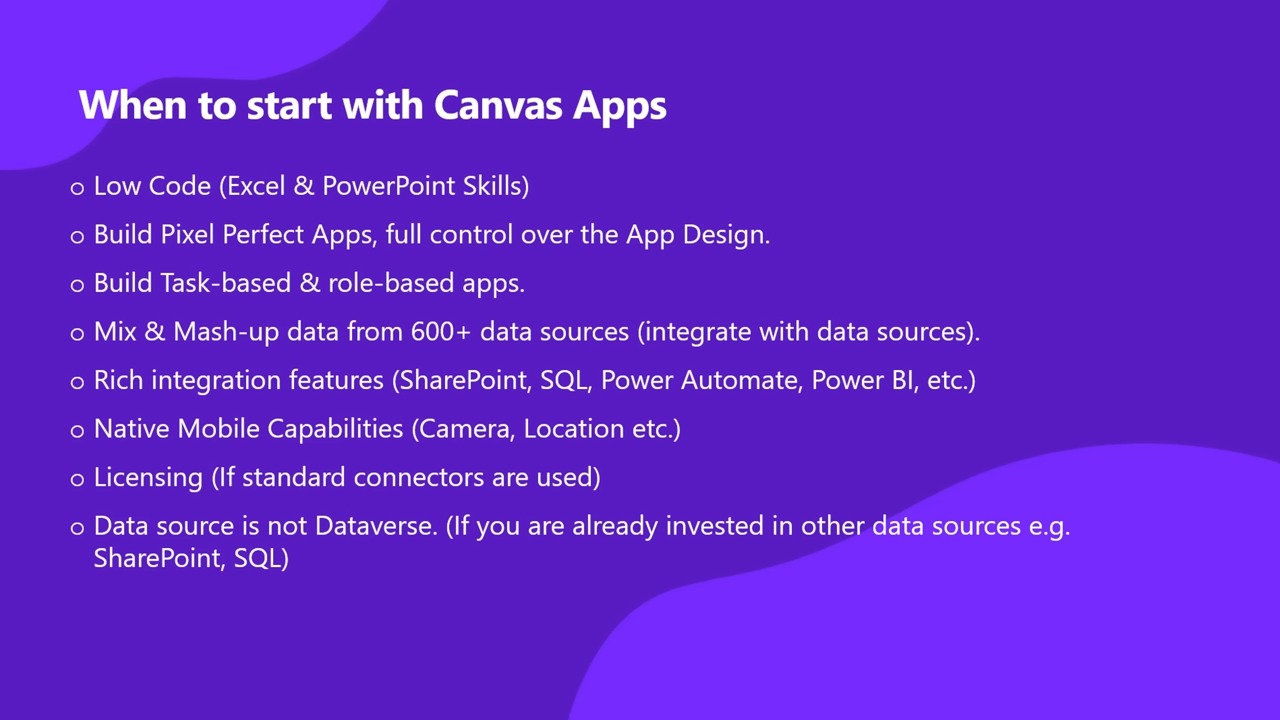 When to start with Canvas Apps
o Low Code (Excel & PowerPoint Skills)
o Build Pixel Perfect Apps, full control over the App Design.
o Build Task-based & role-based apps.
o Mix & Mash-up data from 600+ data sources (integrate with data sources).
o Rich integration features (SharePoint, SQL, Power Automate, Power BI, etc.)
o Native Mobile Capabilities (Camera, Location etc.)
o Licensing (If standard connectors are used)
o Data source is not Dataverse. (If you are already invested in other data sources e.g.
SharePoint, SQL)